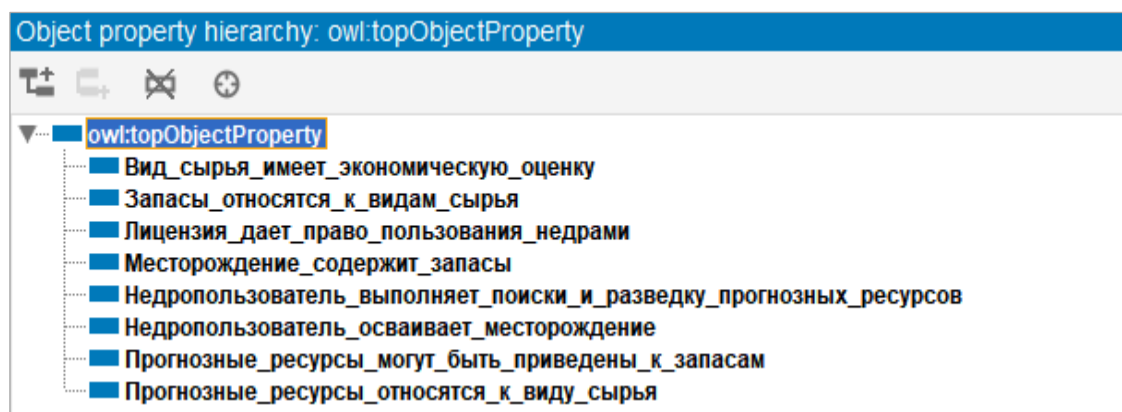 Object property hierarchy: owl:topObjectProperty
owl:topObjectProperty
Вид_сырья_имеет_экономическую_оценку
Запасы_относятся_к_видам_сырья
Лицензия_дает_право_пользования_недрами
Месторождение_содержит_запасы
Недропользователь_выполняет_поиски_и_разведку_прогнозных_ресурсов
Недропользователь_осваивает_месторождение
Прогнозные_ресурсы_могут_быть_приведены_к_запасам
Прогнозные_ресурсы_относятся_к_виду_сырья